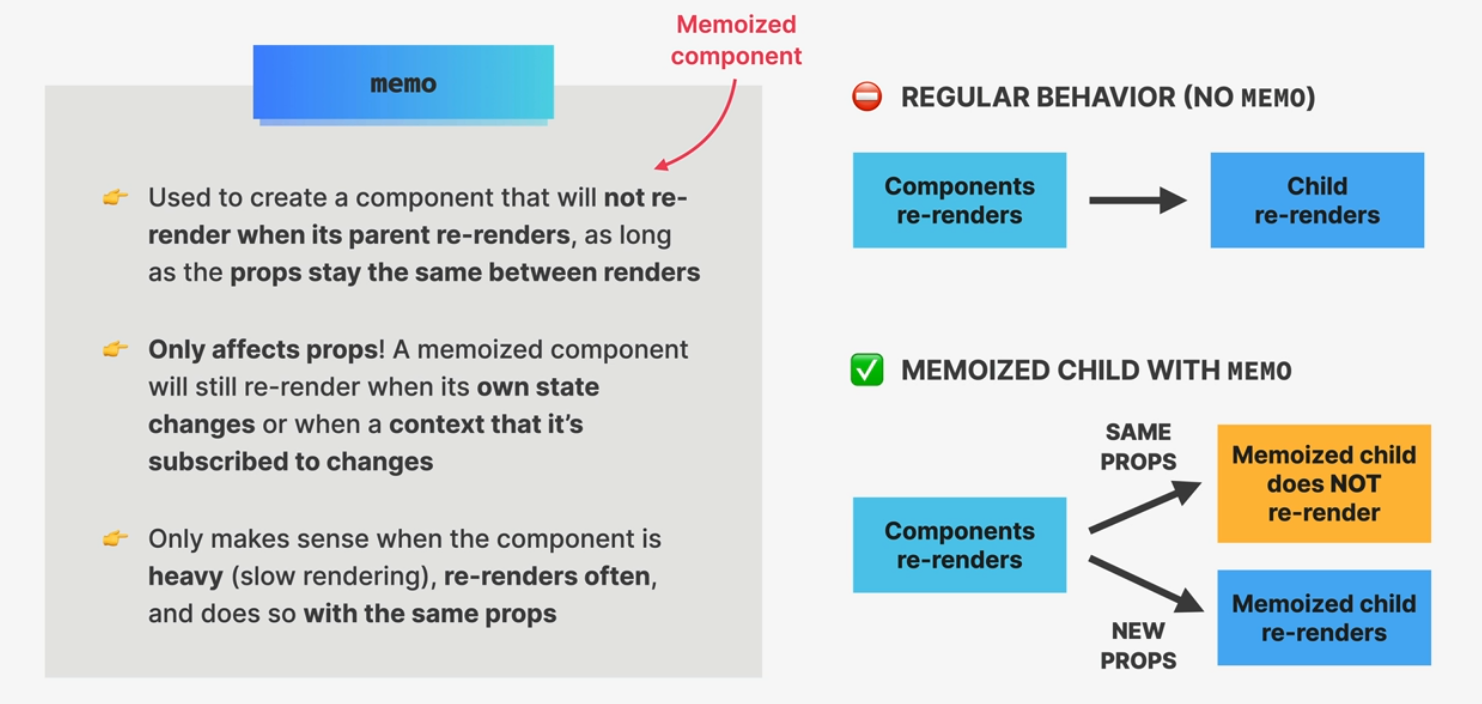 Memoized
component
memo
👉 Used to create a component that will not re-
render when its parent re-renders, as long
as the props stay the same between renders
👉 Only affects props! A memoized component
will still re-render when its own state
changes or when a context that it’s
subscribed to changes
👉 Only makes sense when the component is
heavy (slow rendering), re-renders often,
and does so with the same props
⛔ REGULAR BEHAVIOR (NO MEMO)
Components
re-renders
Child
re-renders
✅ MEMOIZED CHILD WITH MEMO
Components
re-renders
SAME
PROPS
Memoized child
does NOT
re-render
NEW
PROPS
Memoized child
re-renders